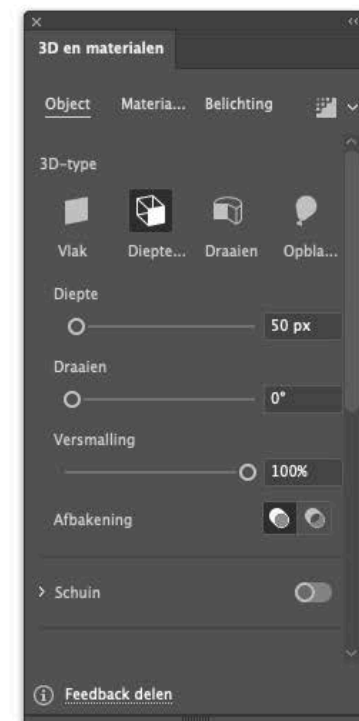 3D en materialen
Object Materia... Belichting
3D-type
Vlak Diepte... Draaien Opbla...
Diepte
50 px
Draaien
0°
Versmalling
100%
Afbakening
Schuin
Feedback delen